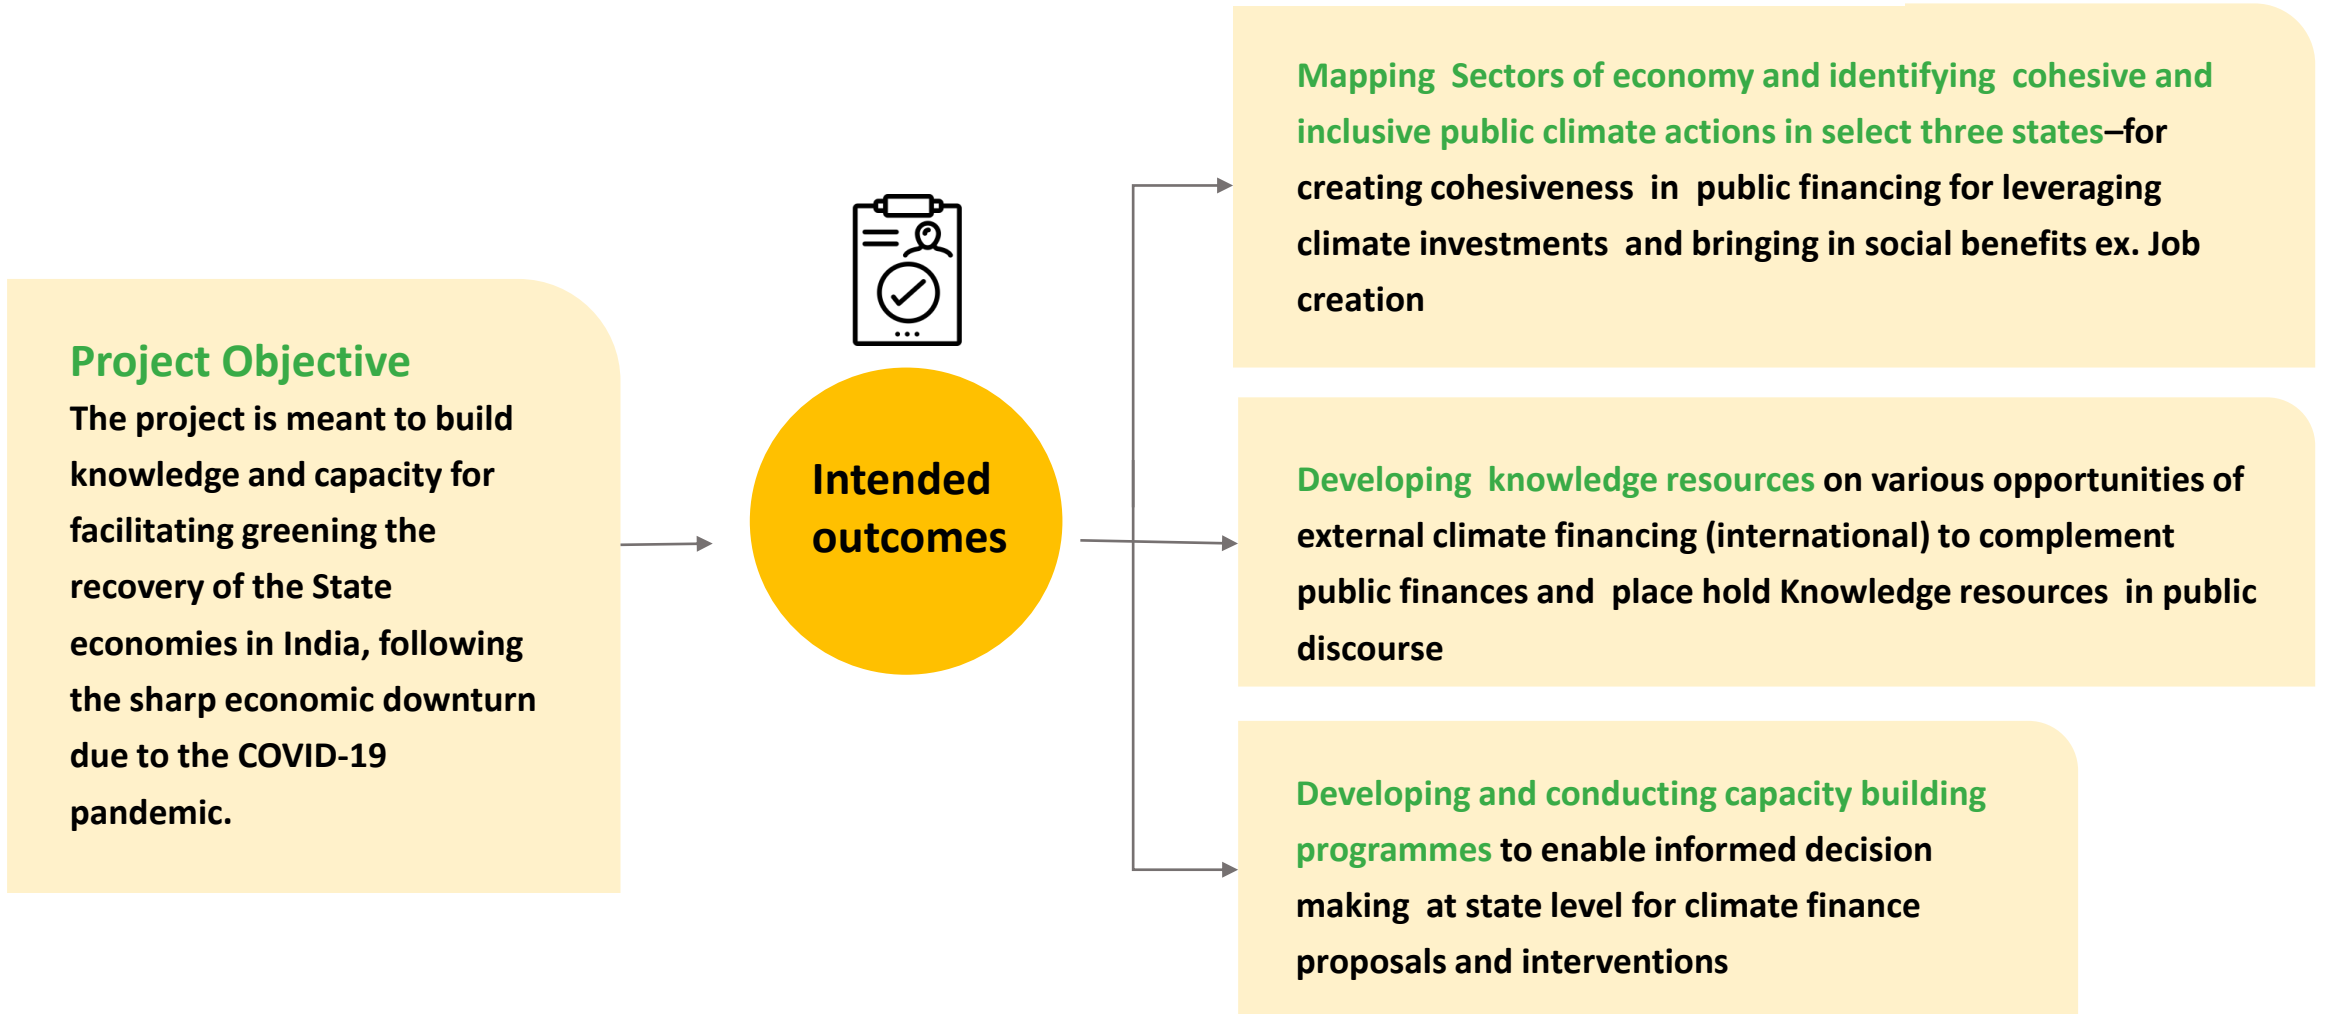 Project Objective
The project is meant to build
knowledge and capacity for
facilitating greening the
recovery of the State
economies in India, following
the sharp economic downturn
due to the COVID-19
pandemic.
Intended
outcomes
Mapping Sectors of economy and identifying cohesive and
inclusive public climate actions in select three states–for
creating cohesiveness in public financing for leveraging
climate investments and bringing in social benefits ex. Job
creation
Developing knowledge resources on various opportunities of
external climate financing (international) to complement
public finances and place hold Knowledge resources in public
discourse
Developing and conducting capacity building
programmes to enable informed decision
making at state level for climate finance
proposals and interventions